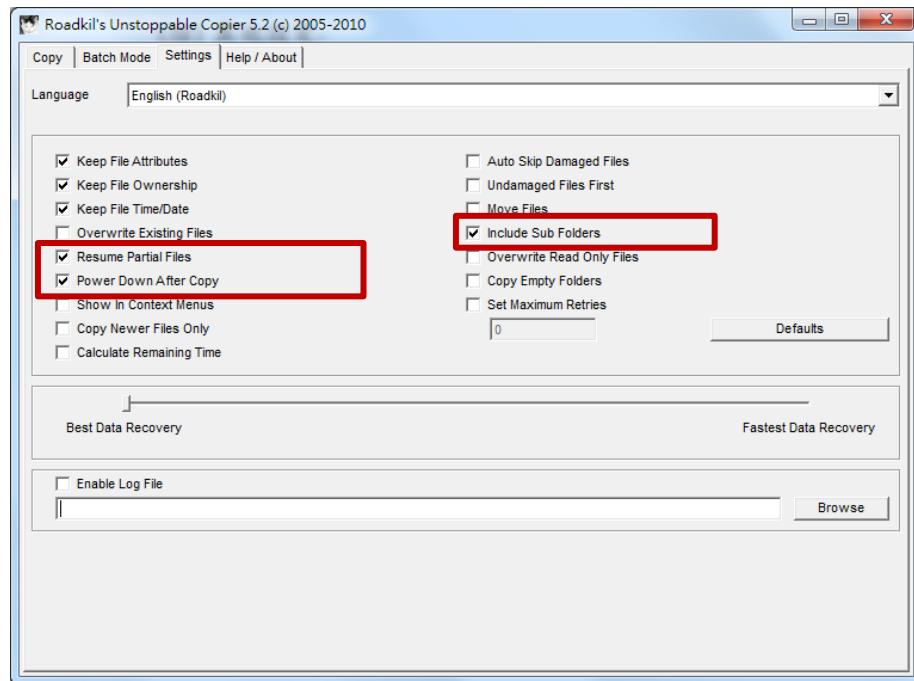 Roadkil's Unstoppable Copier 5.2 (c) 2005-2010
Copy Batch Mode Settings Help / About
Language English (Roadkil)
Keep File Attributes
Keep File Ownership
Keep File Time/Date
Overwrite Existing Files
Resume Partial Files
Power Down After Copy
Show In Context Menus
Copy Newer Files Only
Calculate Remaining Time
Auto Skip Damaged Files
Undamaged Files First
Move Files
Include Sub Folders
Overwrite Read Only Files
Copy Empty Folders
Set Maximum Retries
0 Defaults
Best Data Recovery Fastest Data Recovery
Enable Log File
Browse